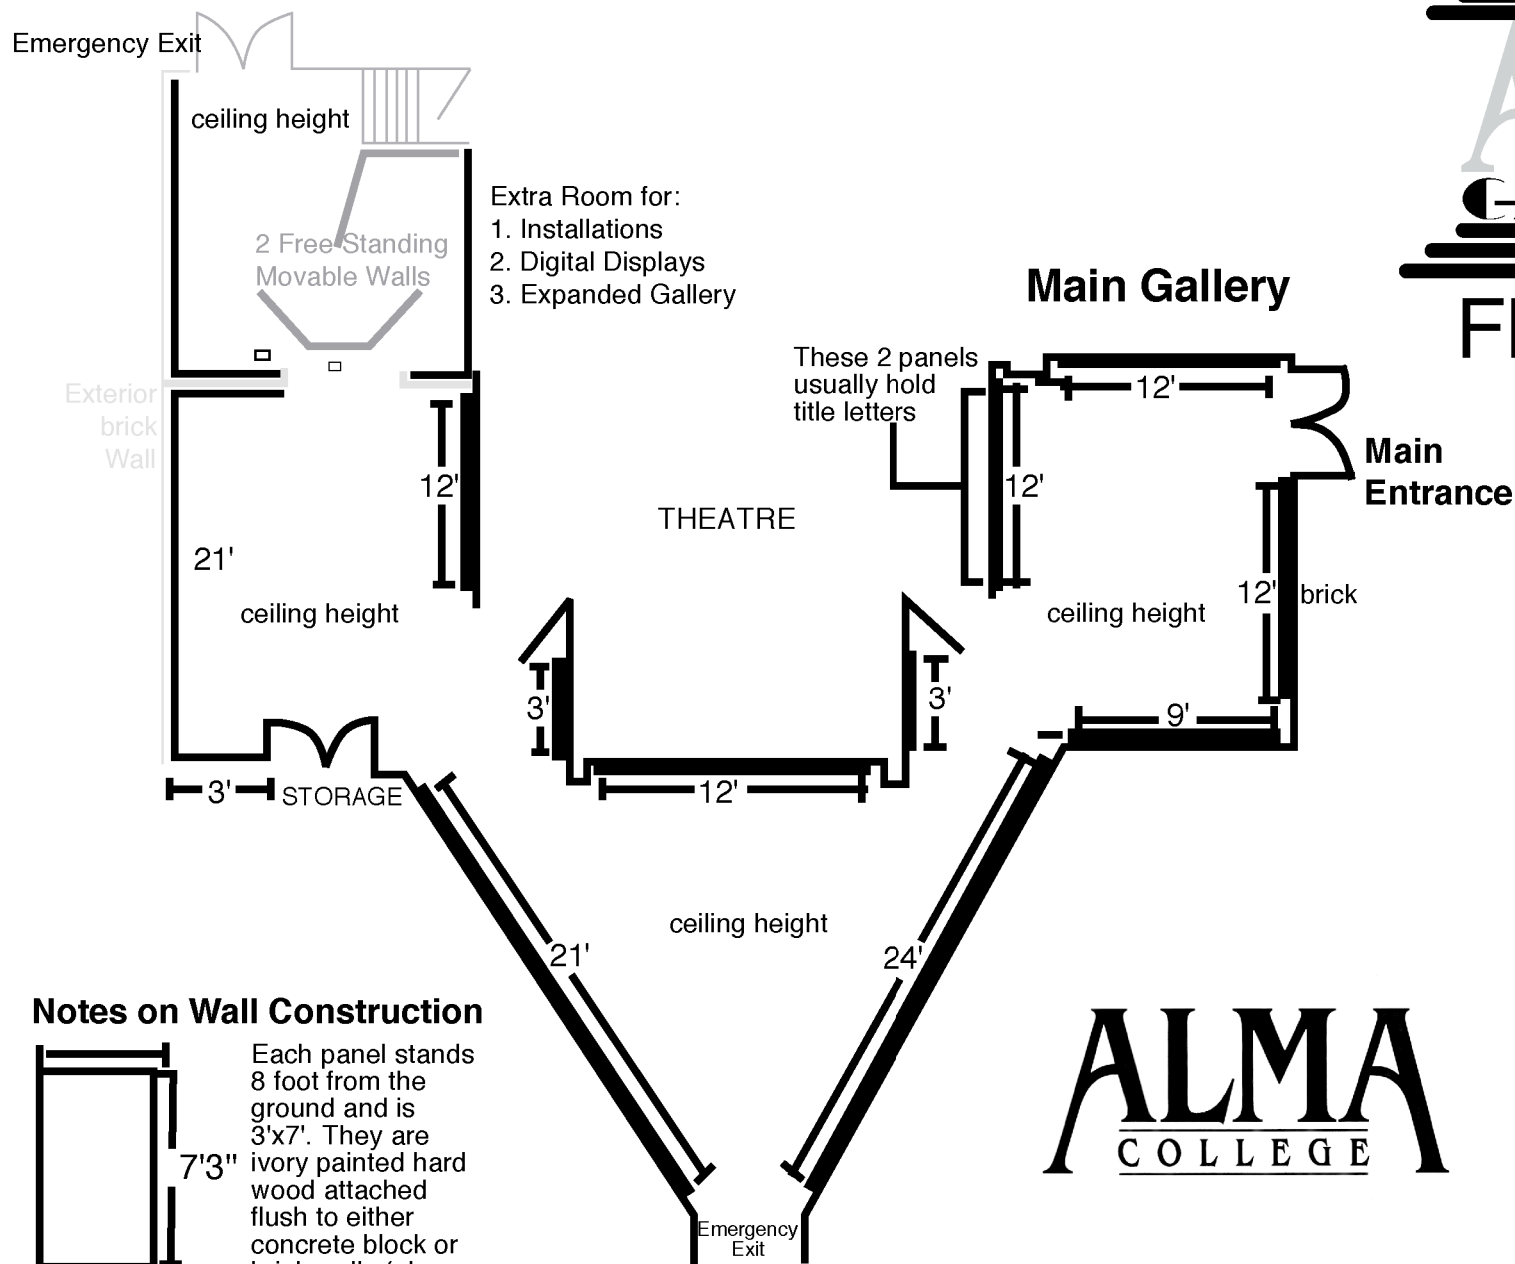 Emergency Exit
ceiling height
Extra Room for:
1. Installations
2. Digital Displays
3. Expanded Gallery
2 Free Standing
Movable Walls
Main Gallery
These 2 panels
usually hold
title letters
12'
Exterior
brick
Wall
Main
Entrance
12'
12'
THEATRE
21'
12'
brick
ceiling height
ceiling height
3'
3'
9'
3'
STORAGE
12'
ceiling height
21'
24'
Notes on Wall Construction
Each panel stands
8 foot from the
ground and is
3'x7'. They are
ivory painted hard
wood attached
flush to either
concrete block or
7'3"
ALMA
COLLEGE
Emergency
Exit